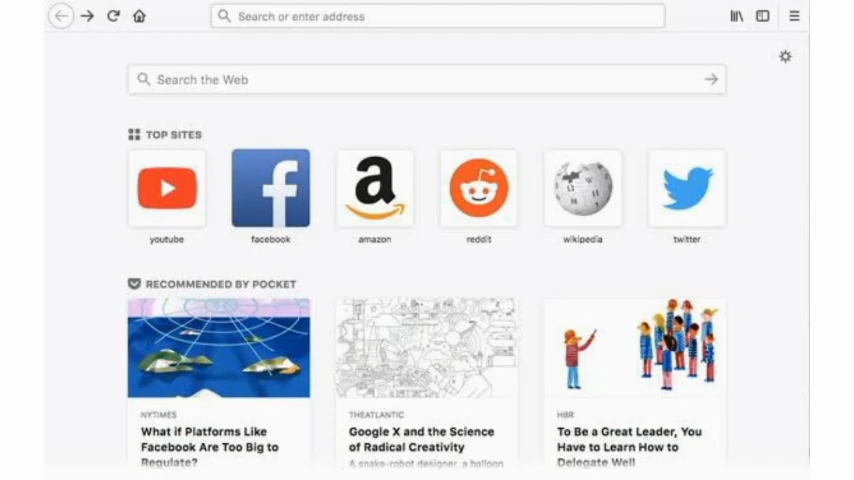 Search or enter address
Search the Web
TOP SITES
youtube facebook amazon reddit wikipedia twitter
RECOMMENDED BY POCKET
NYTIMES
What if Platforms Like
Facebook Are Too Big to
Regulate?
THEATLANTIC
Google X and the Science
of Radical Creativity
A snake-robot designer, a balloon
HBR
To Be a Great Leader, You
Have to Learn How to
Delegate Well